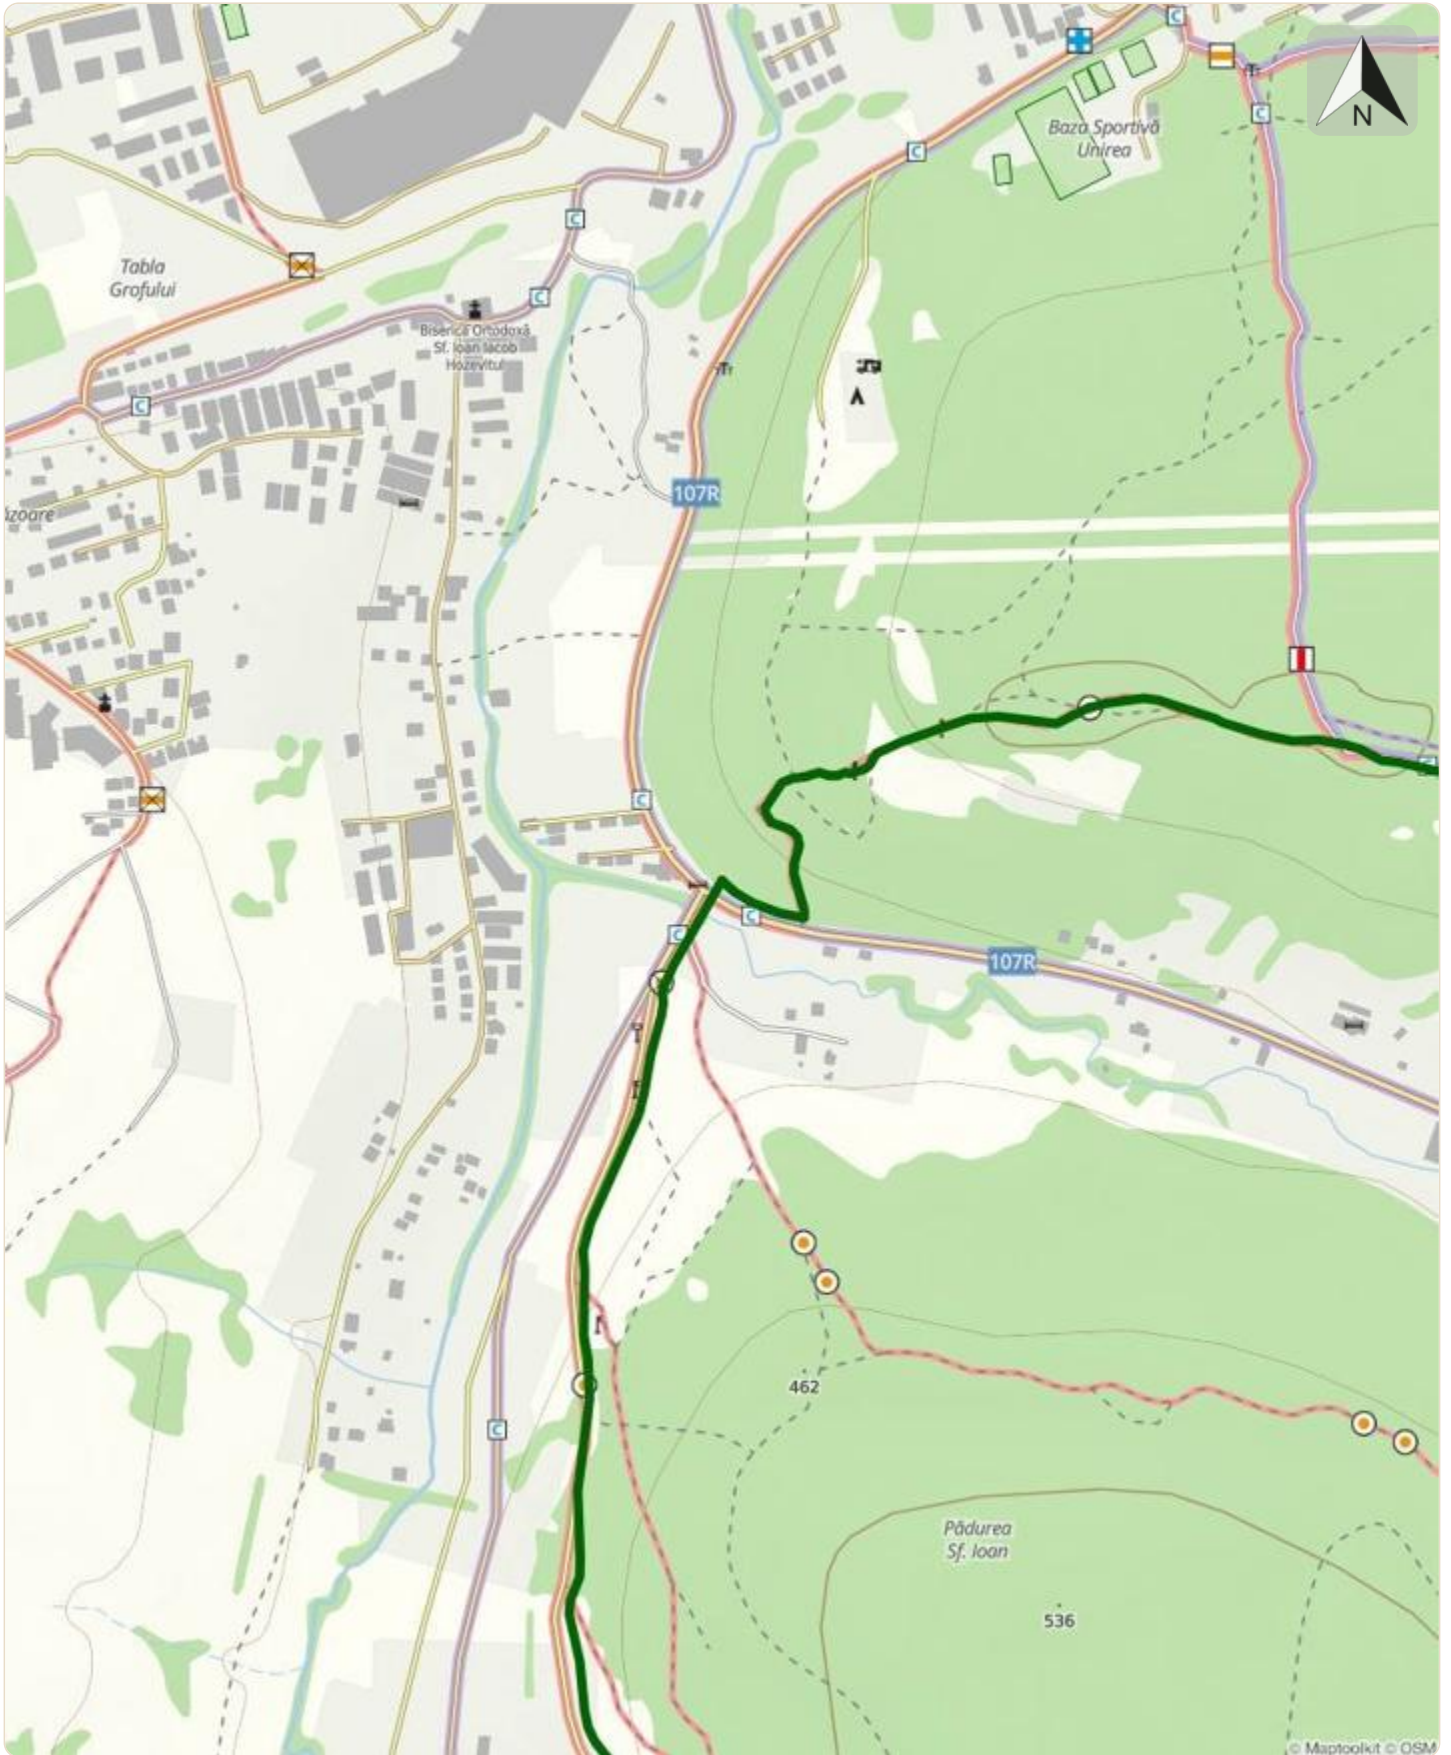 N
Baza Sportivă
Unirea
Tabla
Grofului
Biserica Ortodoxă
Sf. Ioan Iacob
Hozevitul
C
C
C
C
C
C
107R
C
C
C
107R
462
C
Pădurea
Sf. Ioan
536
© Maptoolkit © OSM